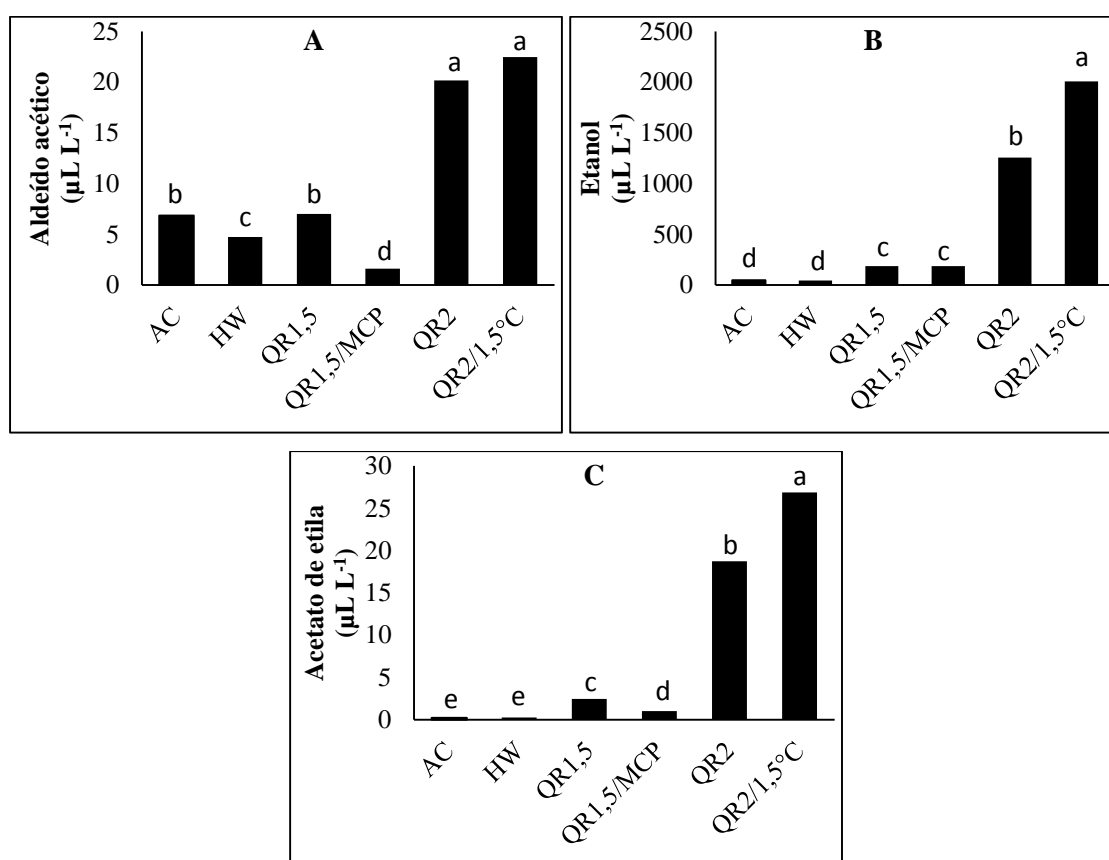 A
Aldeído acético
(µL L-1)
25
20
15
10
5
0
b
c
b
d
a
a
AC
HW
QR1,5
QR1,5/MCP
QR2
QR2/1,5°C
B
Etanol
(µL L-1)
2500
2000
1500
1000
500
0
d
d
c
c
b
a
AC
HW
QR1,5
QR1,5/MCP
QR2
QR2/1,5°C
C
Acetato de etila
(µL L-1)
30
25
20
15
10
5
0
e
e
c
d
b
a
AC
HW
QR1,5
QR1,5/MCP
QR2
QR2/1,5°C